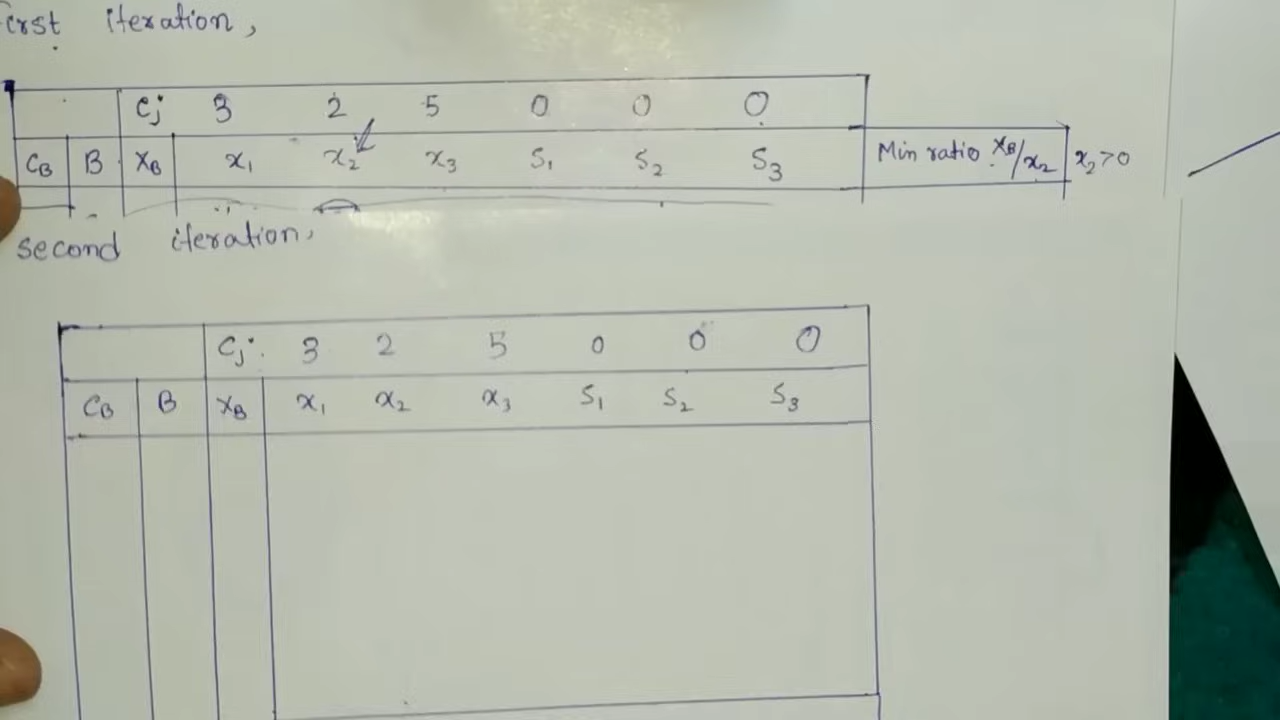 First iteration,
Cj 3 2 5 0 0 0
CB B XB x1 x2 x3 S1 S2 S3 Min ratio XB/x2 x2>0
second iteration,
Cj 3 2 5 0 0 0
CB B XB x1 x2 x3 S1 S2 S3